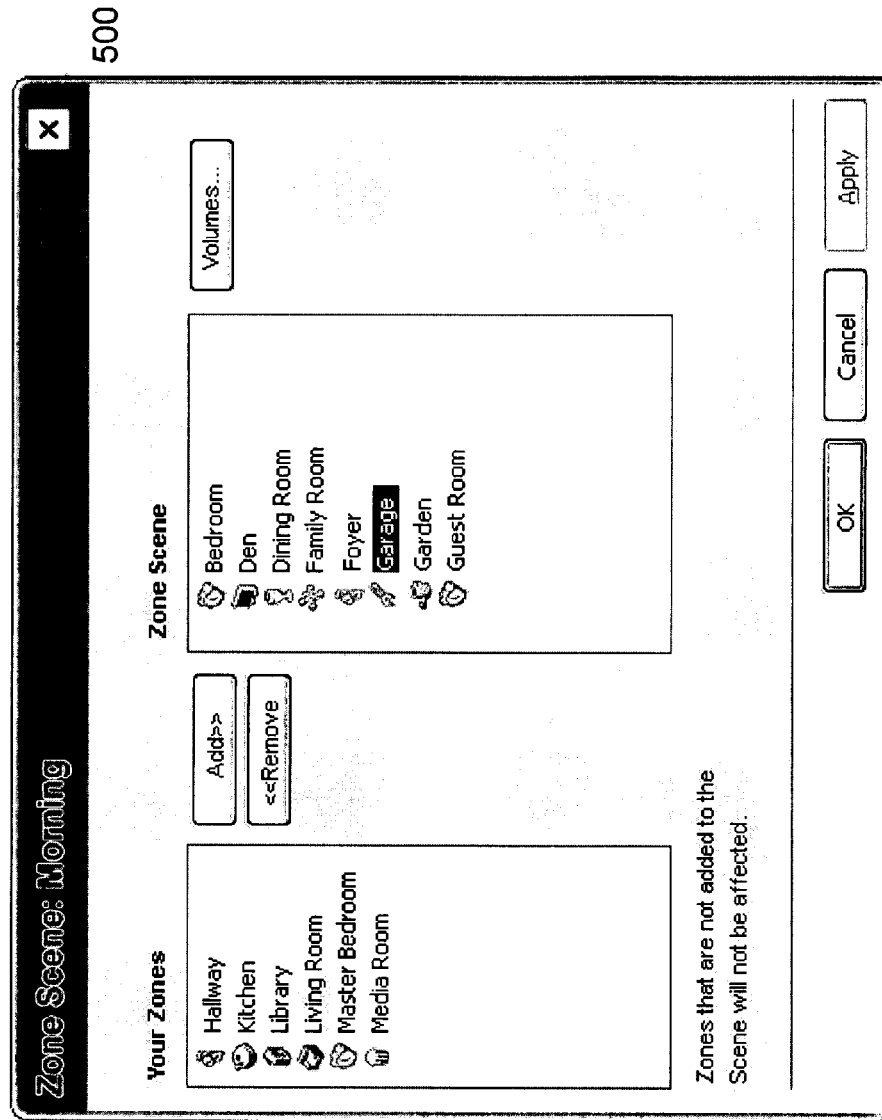 500
Zone Scene: Morning
X
Your Zones
Hallway
Kitchen
Library
Living Room
Master Bedroom
Media Room
Add>>
<<Remove
Zone Scene
Bedroom
Den
Dining Room
Family Room
Foyer
Garage
Garden
Guest Room
Volumes...
Zones that are not added to the
Scene will not be affected.
OK
Cancel
Apply